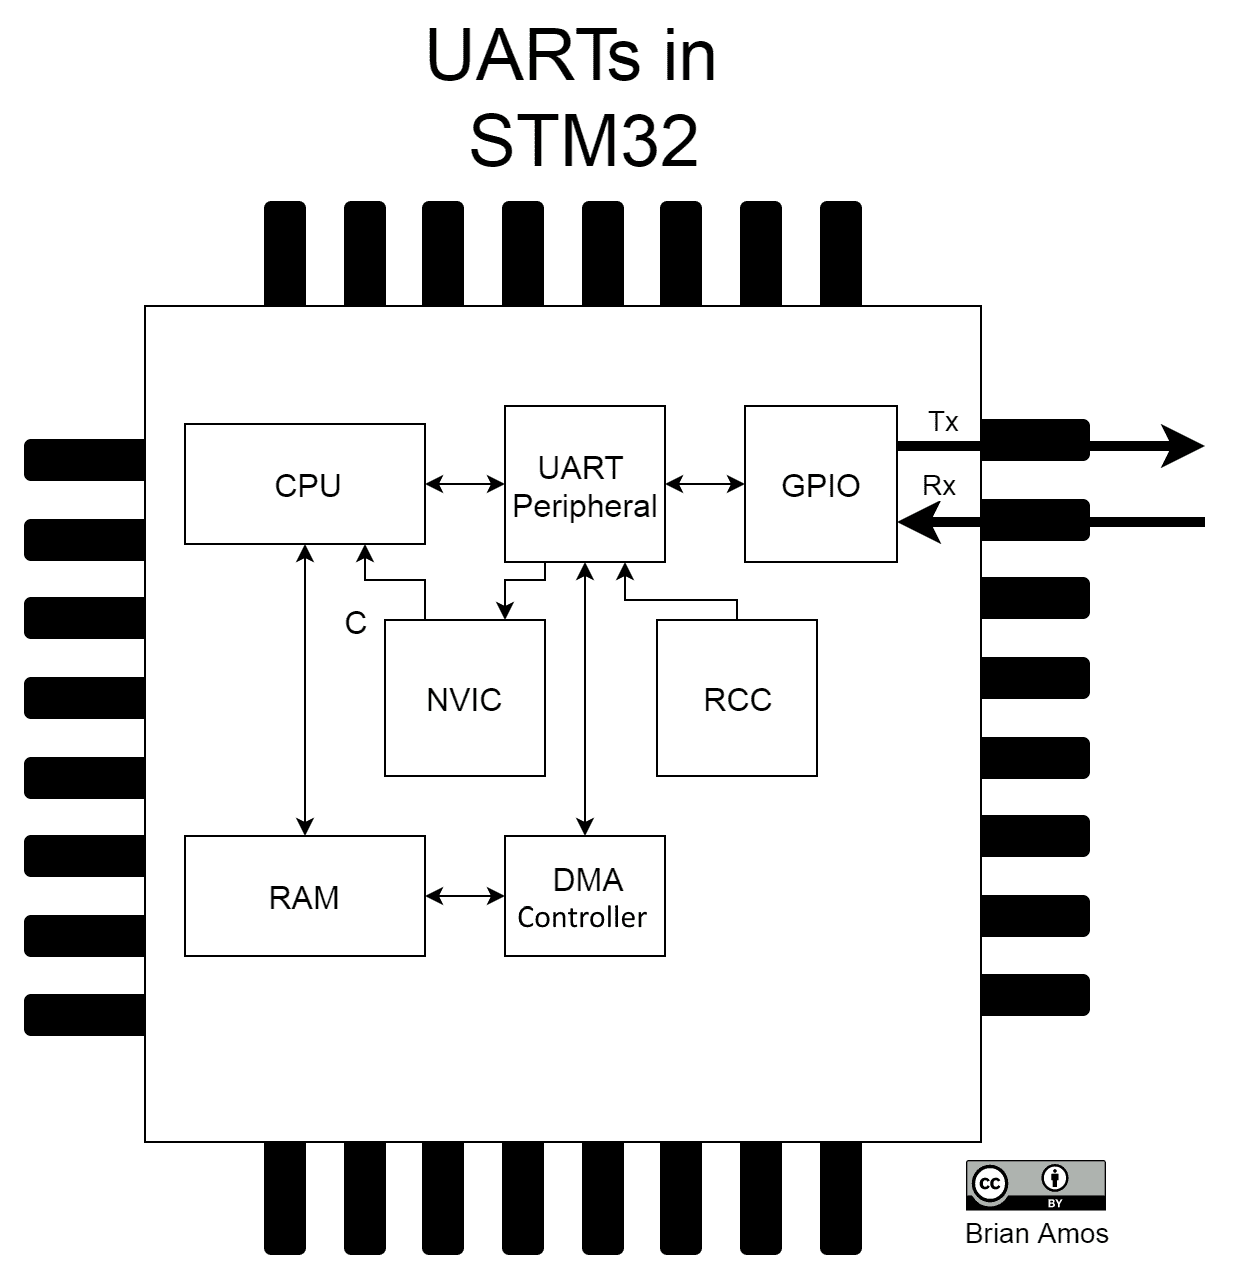 UARTs in
STM32
Tx
Rx
CPU
UART
Peripheral
GPIO
C
NVIC
RCC
RAM
DMA
Controller
cc
BY
Brian Amos